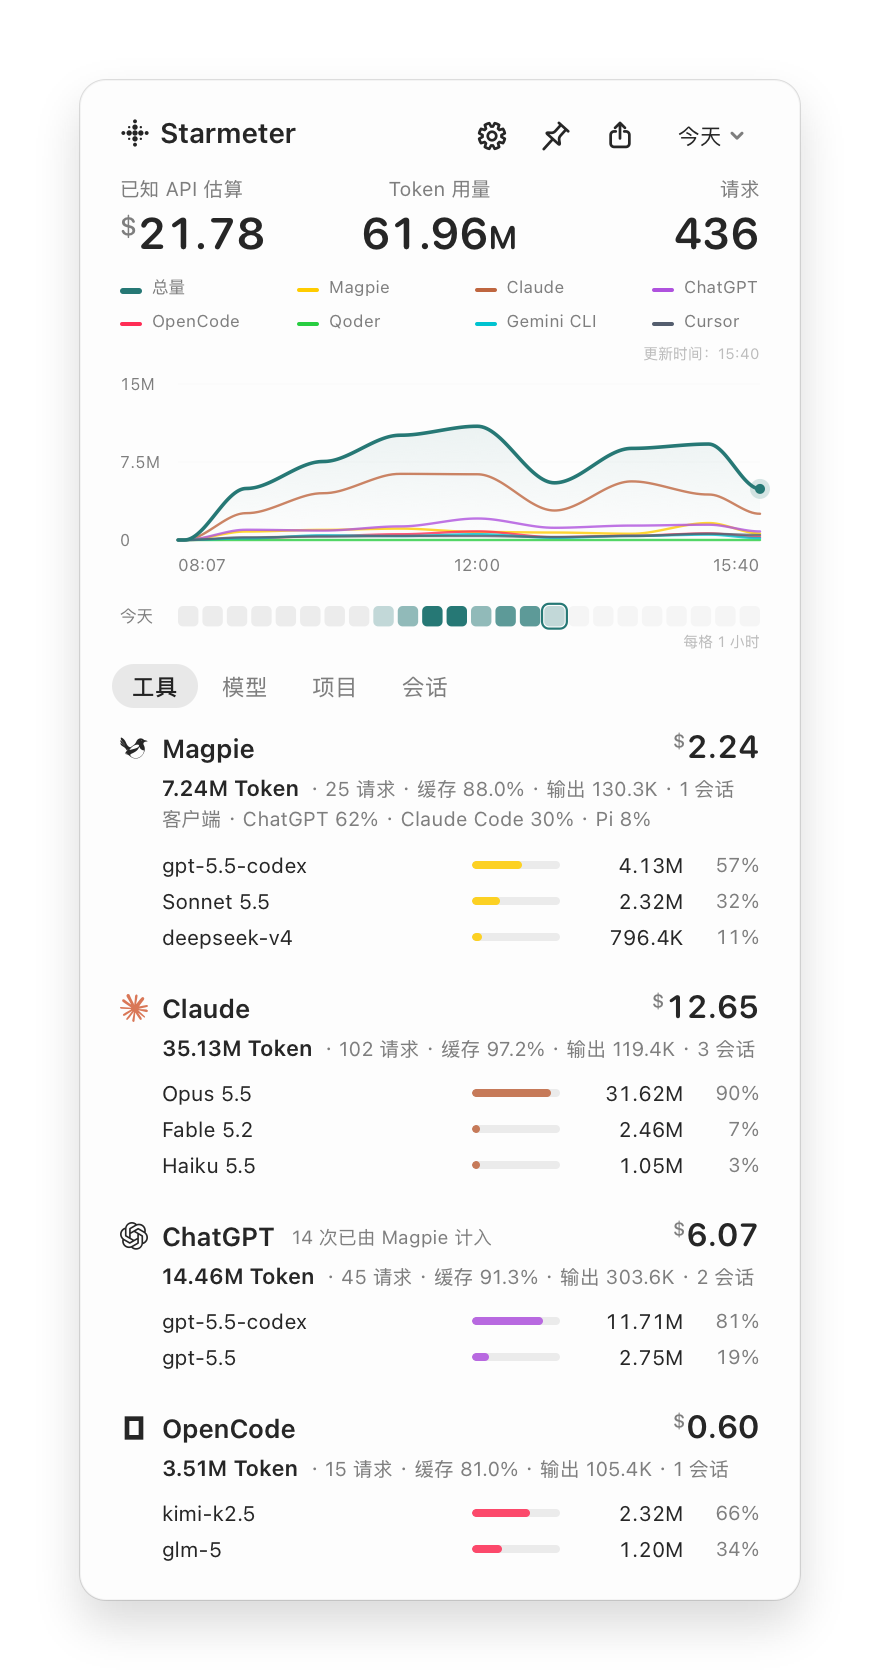 Starmeter 今天
已知 API 估算 Token 用量 请求
$21.78 61.96M 436
总量 Magpie Claude ChatGPT
OpenCode Qoder Gemini CLI Cursor
更新时间：15:40
15M
7.5M
0
08:07 12:00 15:40
今天
每格 1 小时
工具 模型 项目 会话
Magpie $2.24
7.24M Token · 25 请求 · 缓存 88.0% · 输出 130.3K · 1 会话
客户端 · ChatGPT 62% · Claude Code 30% · Pi 8%
gpt-5.5-codex 4.13M 57%
Sonnet 5.5 2.32M 32%
deepseek-v4 796.4K 11%
Claude $12.65
35.13M Token · 102 请求 · 缓存 97.2% · 输出 119.4K · 3 会话
Opus 5.5 31.62M 90%
Fable 5.2 2.46M 7%
Haiku 5.5 1.05M 3%
ChatGPT 14 次已由 Magpie 计入 $6.07
14.46M Token · 45 请求 · 缓存 91.3% · 输出 303.6K · 2 会话
gpt-5.5-codex 11.71M 81%
gpt-5.5 2.75M 19%
OpenCode $0.60
3.51M Token · 15 请求 · 缓存 81.0% · 输出 105.4K · 1 会话
kimi-k2.5 2.32M 66%
glm-5 1.20M 34%